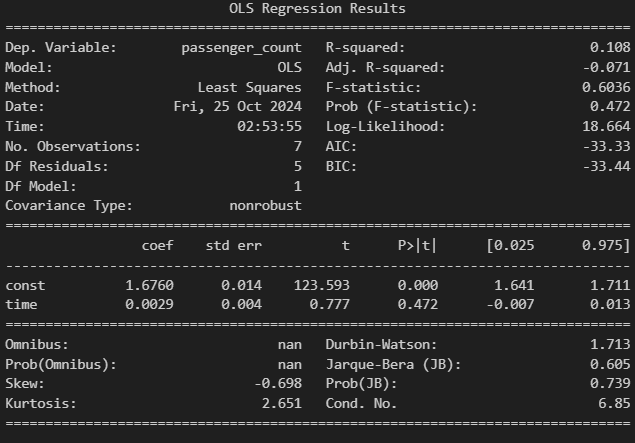 OLS Regression Results
==============================================================================
Dep. Variable:        passenger_count   R-squared:                       0.108
Model:                            OLS   Adj. R-squared:                 -0.071
Method:                 Least Squares   F-statistic:                    0.6036
Date:                Fri, 25 Oct 2024   Prob (F-statistic):              0.472
Time:                        02:53:55   Log-Likelihood:                 18.664
No. Observations:                   7   AIC:                            -33.33
Df Residuals:                       5   BIC:                            -33.44
Df Model:                           1
Covariance Type:            nonrobust
==============================================================================
                 coef    std err          t      P>|t|      [0.025      0.975]
------------------------------------------------------------------------------
const          1.6760      0.014    123.593      0.000       1.641       1.711
time           0.0029      0.004      0.777      0.472      -0.007       0.013
==============================================================================
Omnibus:                          nan   Durbin-Watson:                   1.713
Prob(Omnibus):                    nan   Jarque-Bera (JB):                0.605
Skew:                          -0.698   Prob(JB):                        0.739
Kurtosis:                       2.651   Cond. No.                         6.85
==============================================================================